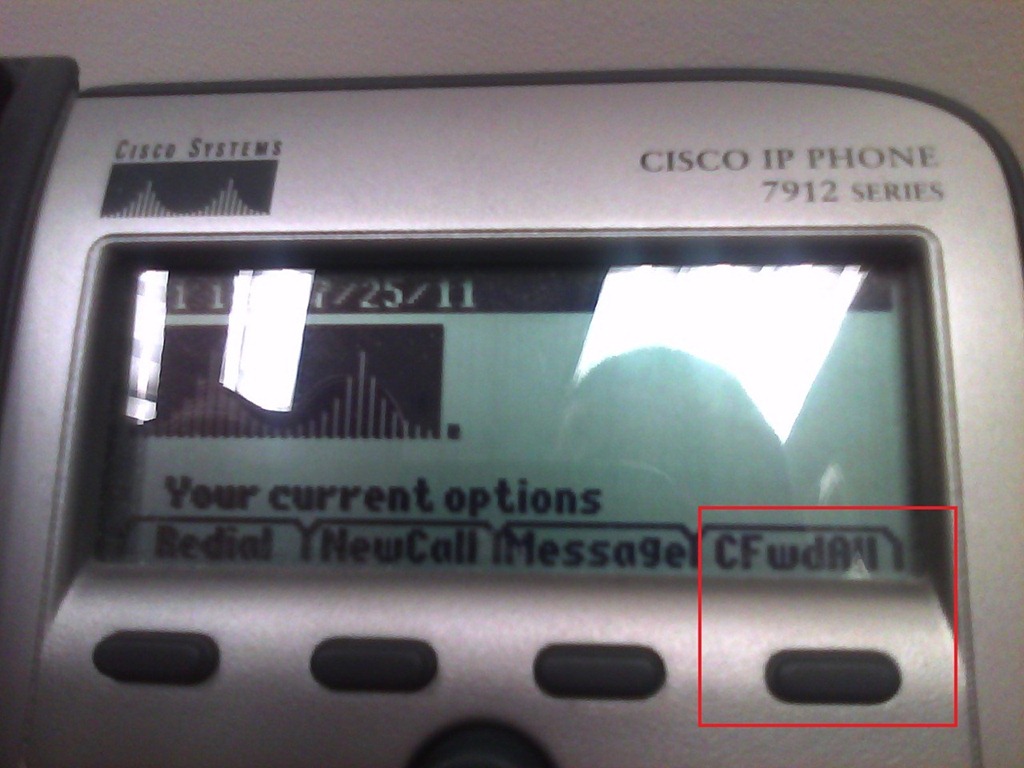 CISCO SYSTEMS
CISCO IP PHONE
7912 SERIES
7/25/11
Your current options
Redial NewCall Message CFwdAll